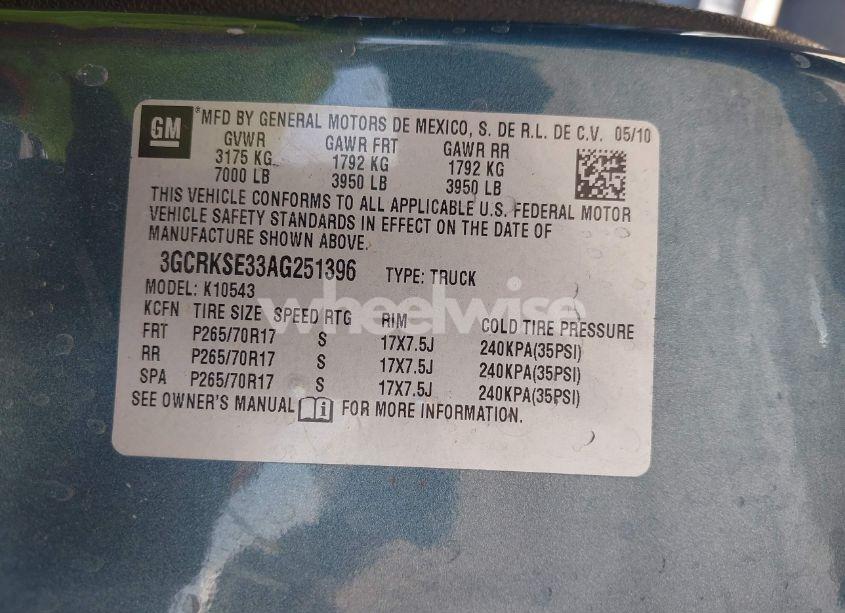 GM *MFD BY GENERAL MOTORS DE MEXICO, S. DE R.L. DE C.V. 05/10
GVWR GAWR FRT GAWR RR
3175 KG 1792 KG 1792 KG
7000 LB 3950 LB 3950 LB
THIS VEHICLE CONFORMS TO ALL APPLICABLE U.S. FEDERAL MOTOR
VEHICLE SAFETY STANDARDS IN EFFECT ON THE DATE OF
MANUFACTURE SHOWN ABOVE.
3GCRKSE33AG251396 TYPE: TRUCK
MODEL: K10543
wheelwise
KCFN TIRE SIZE SPEED RTG RIM COLD TIRE PRESSURE
FRT P265/70R17 S 17X7.5J 240KPA(35PSI)
RR P265/70R17 S 17X7.5J 240KPA(35PSI)
SPA P265/70R17 S 17X7.5J 240KPA(35PSI)
SEE OWNER'S MANUAL i FOR MORE INFORMATION.